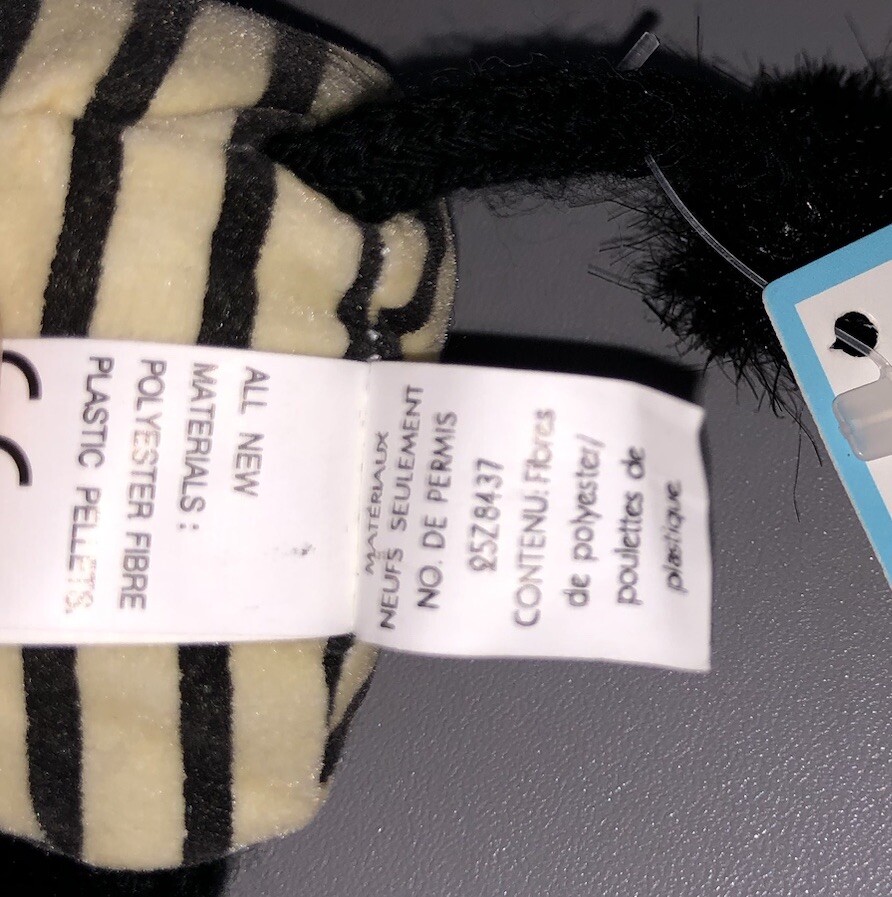 ALL NEW
MATERIALS :
POLYESTER FIBRE
PLASTIC PELLETS.
MATÉRIAUX
NEUFS SEULEMENT
NO. DE PERMIS
25Z8437
CONTENU: Fibres
de polyester/
poulettes de
plastique